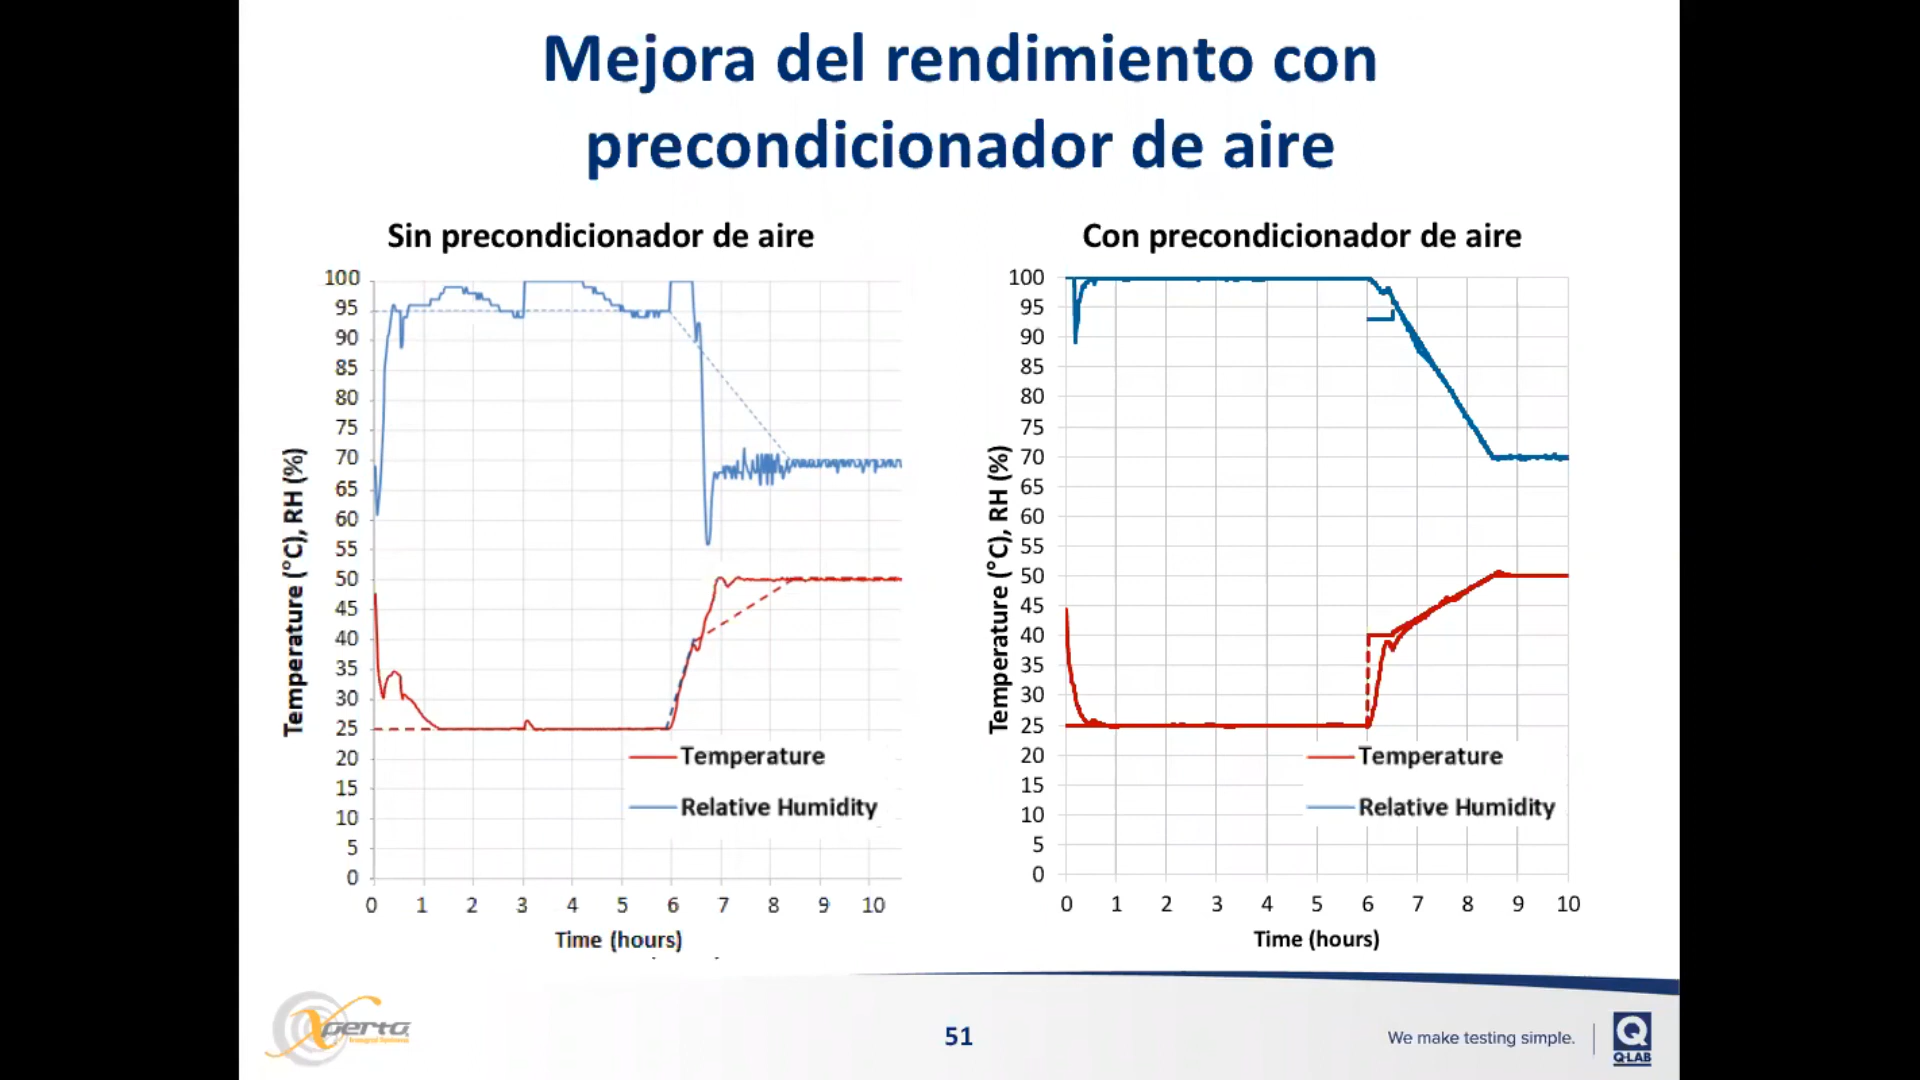 Mejora del rendimiento con
precondicionador de aire
Sin precondicionador de aire
100
95
90
85
80
75
70
65
60
55
50
45
40
35
30
25
20
15
10
5
0
Temperature (°C), RH (%)
0 1 2 3 4 5 6 7 8 9 10
Time (hours)
Temperature
Relative Humidity
Con precondicionador de aire
100
95
90
85
80
75
70
65
60
55
50
45
40
35
30
25
20
15
10
5
0
Temperature (°C), RH (%)
0 1 2 3 4 5 6 7 8 9 10
Time (hours)
Temperature
Relative Humidity
Xperto
51
We make testing simple.
Q
Q-LAB